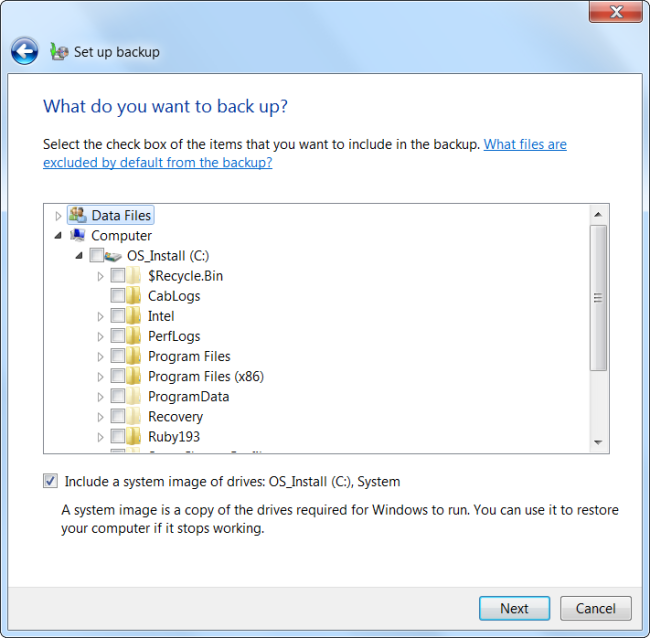 Set up backup
What do you want to back up?
Select the check box of the items that you want to include in the backup. What files are
excluded by default from the backup?
Data Files
Computer
OS_Install (C:)
$Recycle.Bin
CabLogs
Intel
PerfLogs
Program Files
Program Files (x86)
ProgramData
Recovery
Ruby193
Include a system image of drives: OS_Install (C:), System
A system image is a copy of the drives required for Windows to run. You can use it to restore
your computer if it stops working.
Next
Cancel